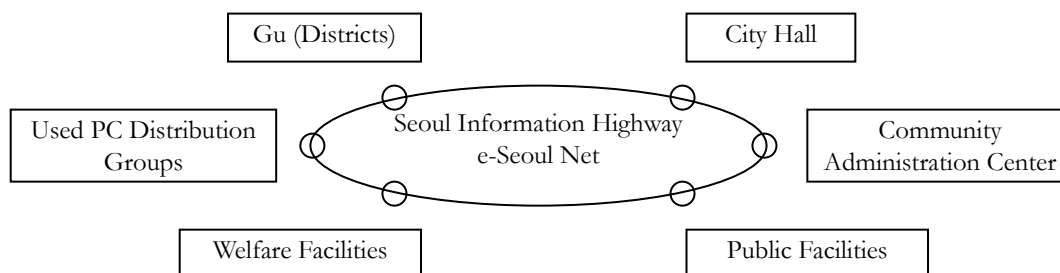 Gu (Districts)
City Hall
Used PC Distribution
Groups
Seoul Information Highway
e-Seoul Net
Community
Administration Center
Welfare Facilities
Public Facilities